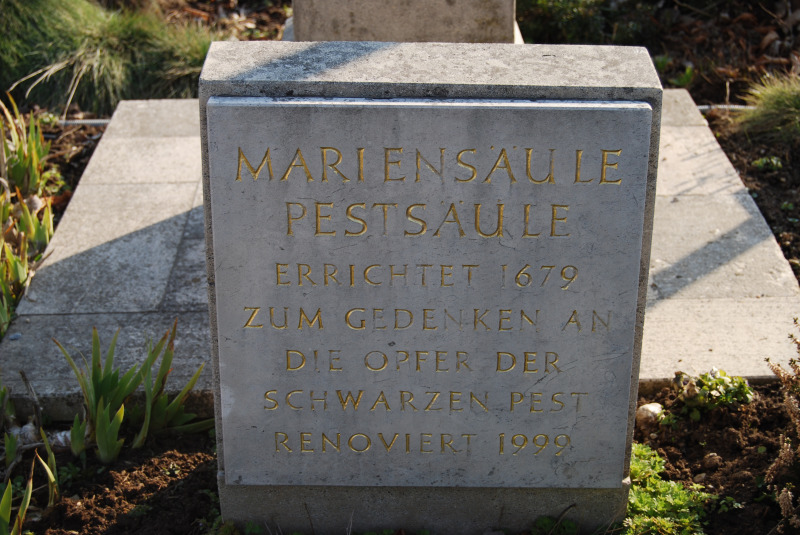 MARIENSÄULE
PESTSÄULE
ERRICHTET 1679
ZUM GEDENKEN AN
DIE OPFER DER
SCHWARZEN PEST
RENOVIERT 1999